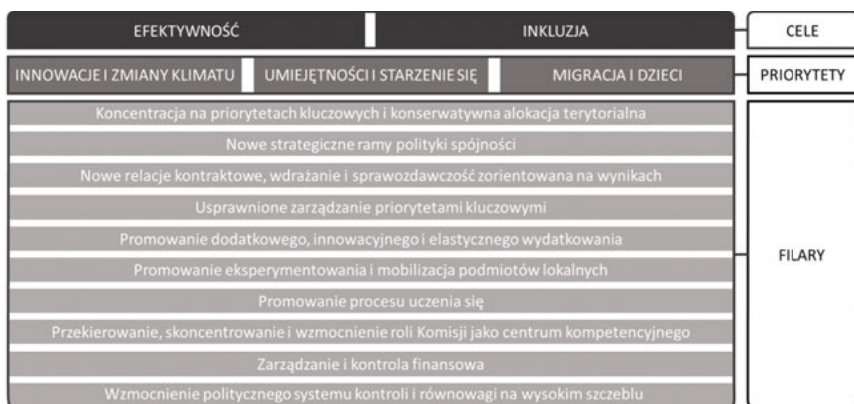 EFEKTYWNOŚĆ INKLUZJA CELE
INNOWACJE I ZMIANY KLIMATU UMIEJĘTNOŚCI I STARZENIE SIĘ MIGRACJA I DZIECI PRIORYTETY
Koncentracja na priorytetach kluczowych i konserwatywna alokacja terytorialna
Nowe strategiczne ramy polityki spójności
Nowe relacje kontraktowe, wdrażanie i sprawozdawczość zorientowana na wynikach
Usprawnione zarządzanie priorytetami kluczowymi
Promowanie dodatkowego, innowacyjnego i elastycznego wydatkowania
Promowanie eksperymentowania i mobilizacja podmiotów lokalnych
Promowanie procesu uczenia się
Przekierowanie, skoncentrowanie i wzmocnienie roli Komisji jako centrum kompetencyjnego
Zarządzanie i kontrola finansowa
Wzmocnienie politycznego systemu kontroli i równowagi na wysokim szczeblu
FILARY